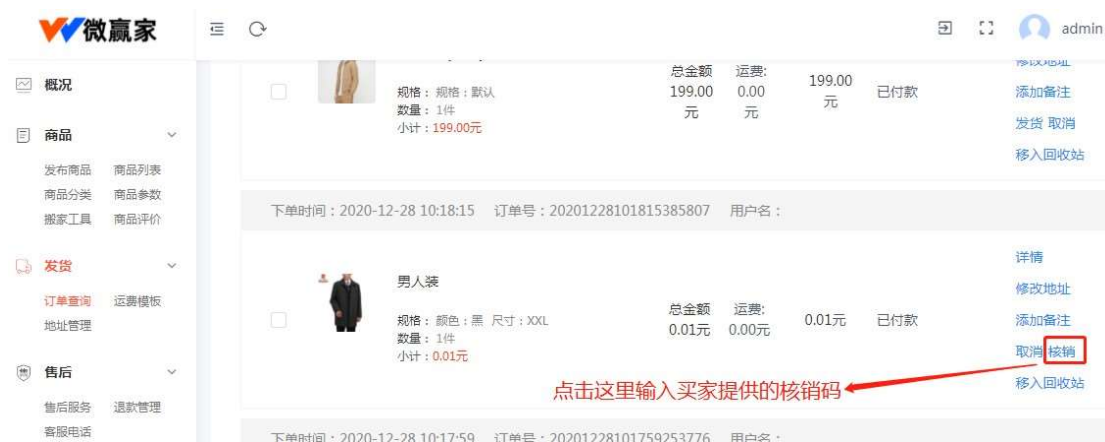 微赢家
admin
概况
商品
发布商品 商品列表
商品分类 商品参数
搬家工具 商品评价
发货
订单查询 运费模板
地址管理
售后
售后服务 退款管理
客服电话
规格：规格：默认
数量：1件
小计：199.00元
总金额
199.00
元
运费:
0.00
元
199.00
元
已付款
修改地址
添加备注
发货 取消
移入回收站
下单时间：2020-12-28 10:18:15 订单号：20201228101815385807 用户名：
男人装
规格：颜色：黑 尺寸：XXL
数量：1件
小计：0.01元
总金额
0.01元
运费:
0.00元
0.01元
已付款
详情
修改地址
添加备注
取消 核销
移入回收站
点击这里输入买家提供的核销码
下单时间：2020-12-28 10:17:59 订单号：20201228101759253776 用户名：